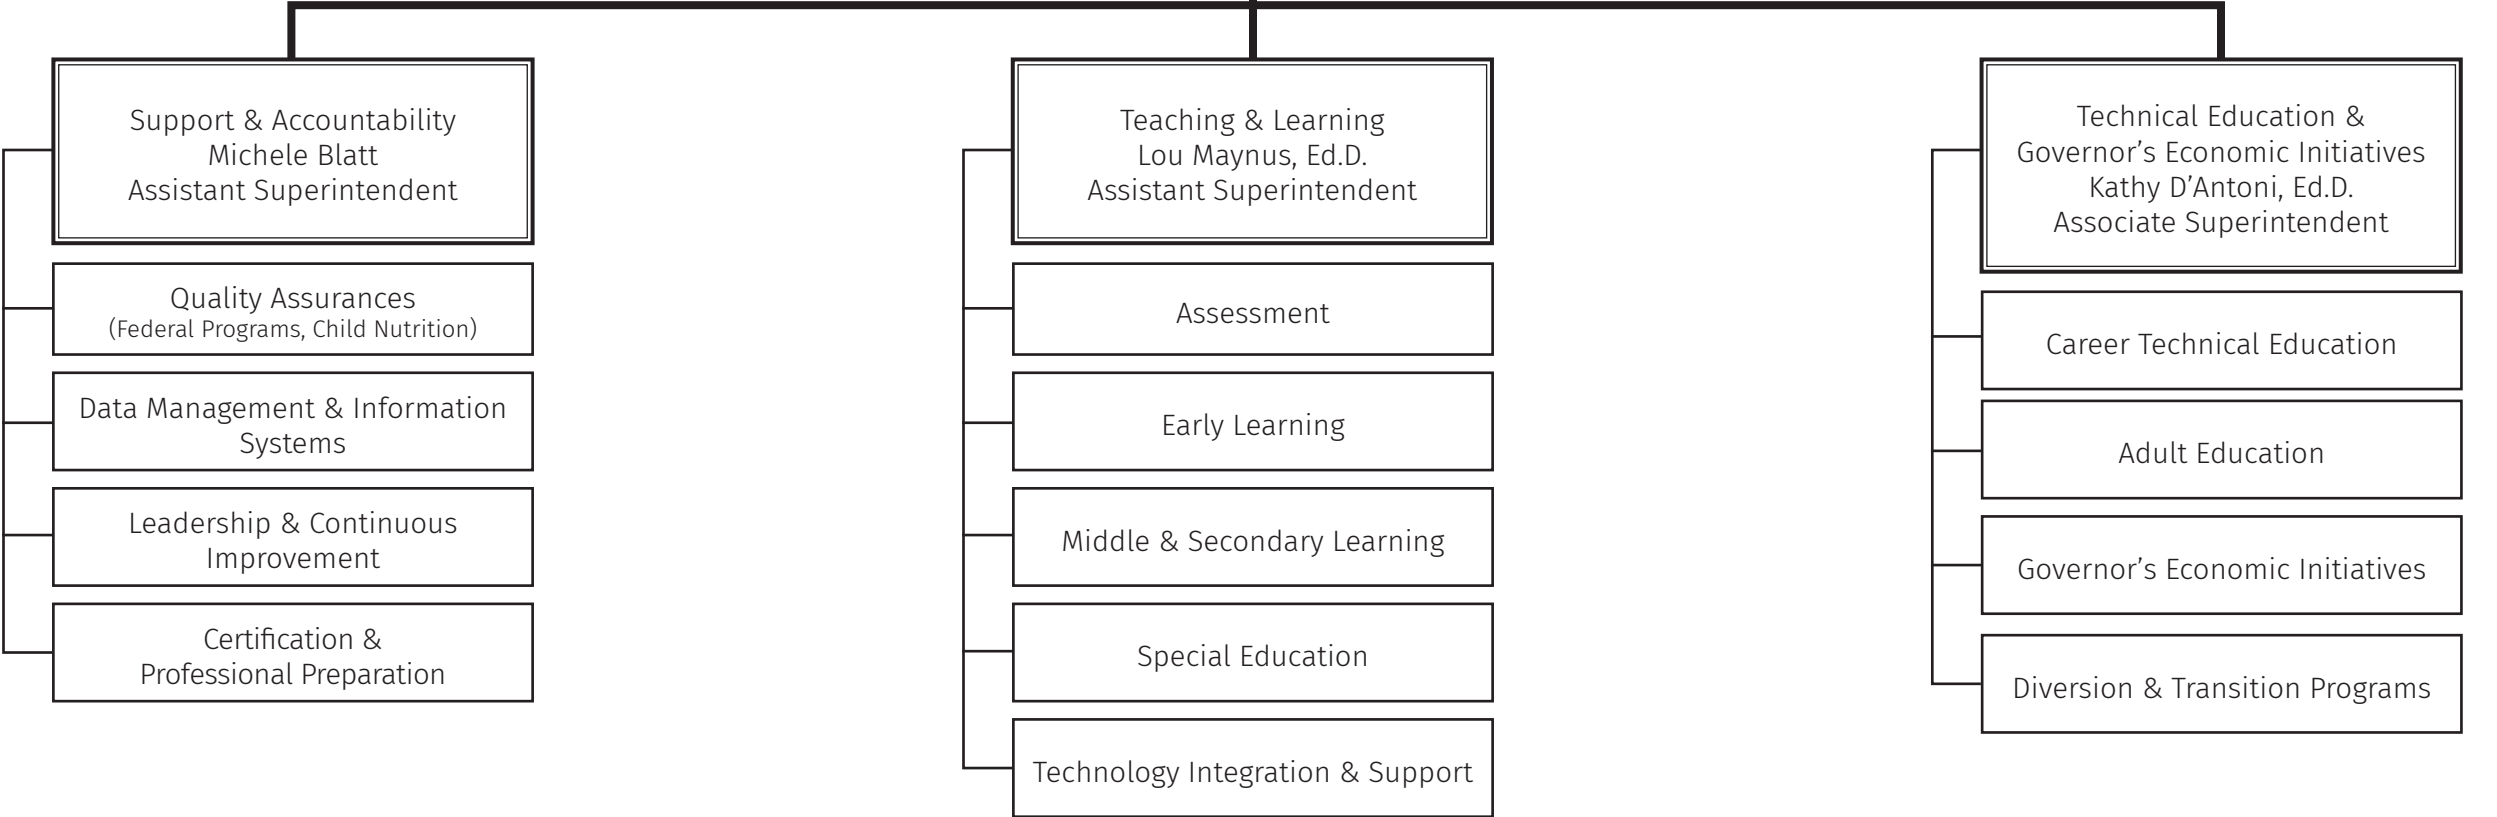 Support & Accountability
Michele Blatt
Assistant Superintendent
Quality Assurances
(Federal Programs, Child Nutrition)
Data Management & Information
Systems
Leadership & Continuous
Improvement
Certification &
Professional Preparation
Teaching & Learning
Lou Maynus, Ed.D.
Assistant Superintendent
Assessment
Early Learning
Middle & Secondary Learning
Special Education
Technology Integration & Support
Technical Education &
Governor’s Economic Initiatives
Kathy D’Antoni, Ed.D.
Associate Superintendent
Career Technical Education
Adult Education
Governor’s Economic Initiatives
Diversion & Transition Programs